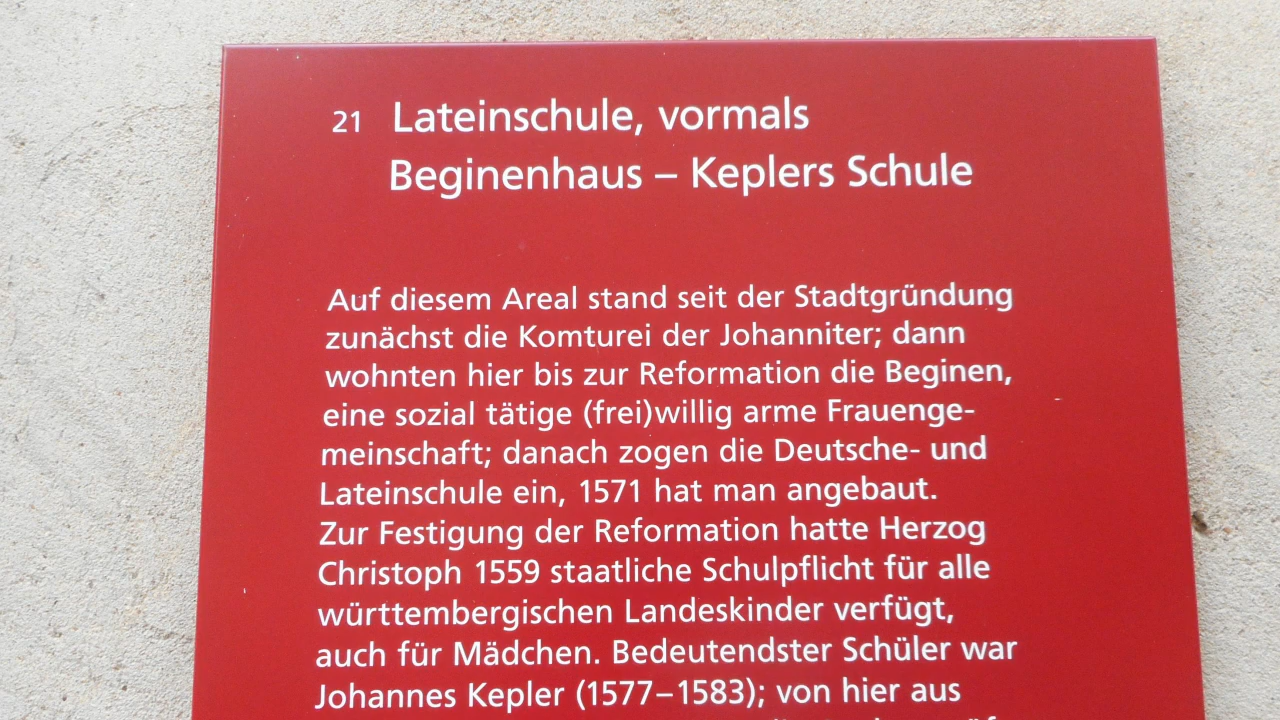 21 Lateinschule, vormals
Beginenhaus – Keplers Schule
Auf diesem Areal stand seit der Stadtgründung
zunächst die Komturei der Johanniter; dann
wohnten hier bis zur Reformation die Beginen,
eine sozial tätige (frei)willig arme Frauenge-
meinschaft; danach zogen die Deutsche- und
Lateinschule ein, 1571 hat man angebaut.
Zur Festigung der Reformation hatte Herzog
Christoph 1559 staatliche Schulpflicht für alle
württembergischen Landeskinder verfügt,
auch für Mädchen. Bedeutendster Schüler war
Johannes Kepler (1577–1583); von hier aus